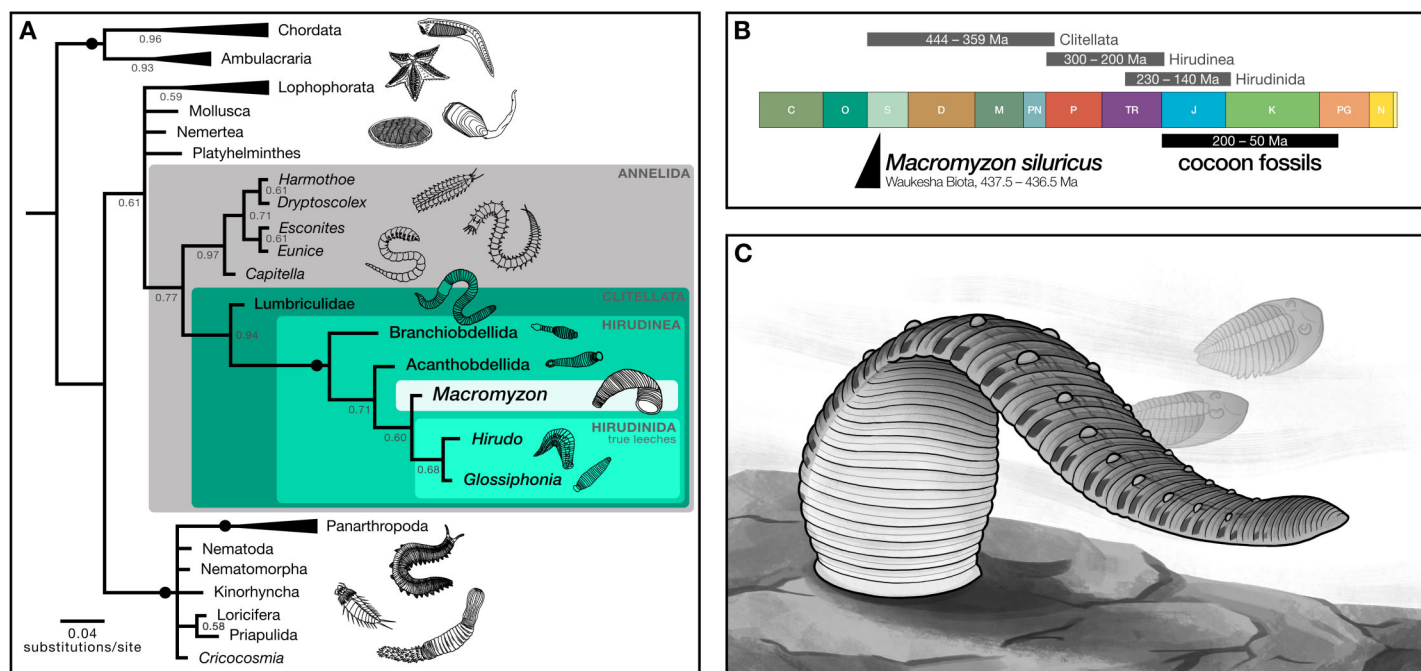 A
0.96
Chordata
0.93
Ambulacraria
0.59
Lophophorata
Mollusca
Nemertea
Platyhelminthes
0.61
ANNELIDA
Harmothoe
0.61
Dryptoscolex
0.71
Esconites
0.61
Eunice
0.97
Capitella
0.77
CLITELLATA
Lumbriculidae
0.94
HIRUDINEA
Branchiobdellida
Acanthobdellida
0.71
Macromyzon
0.60
HIRUDINIDA
true leeches
Hirudo
0.68
Glossiphonia
Panarthropoda
Nematoda
Nematomorpha
Kinorhyncha
Loricifera
0.58
Priapulida
Cricocosmia
0.04
substitutions/site
B
444 – 359 Ma Clitellata
300 – 200 Ma Hirudinea
230 – 140 Ma Hirudinida
C O S D M PN P TR J K PG N
200 – 50 Ma
Macromyzon siluricus
Waukesha Biota, 437.5 – 436.5 Ma
cocoon fossils
C